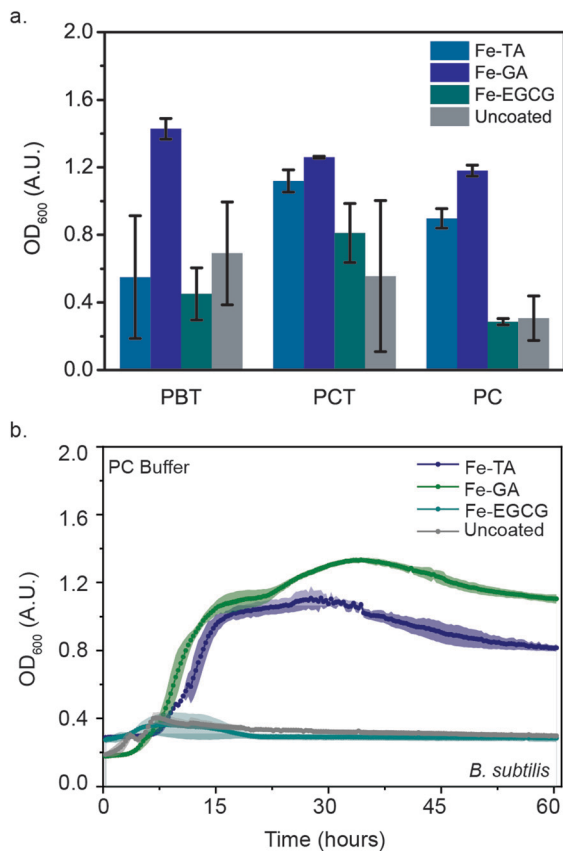 a.
2.0
1.6
1.2
0.8
0.4
0.0
OD600 (A.U.)
Fe-TA
Fe-GA
Fe-EGCG
Uncoated
PBT
PCT
PC
b.
2.0
1.6
1.2
0.8
0.4
0.0
OD600 (A.U.)
PC Buffer
Fe-TA
Fe-GA
Fe-EGCG
Uncoated
B. subtilis
0
15
30
45
60
Time (hours)